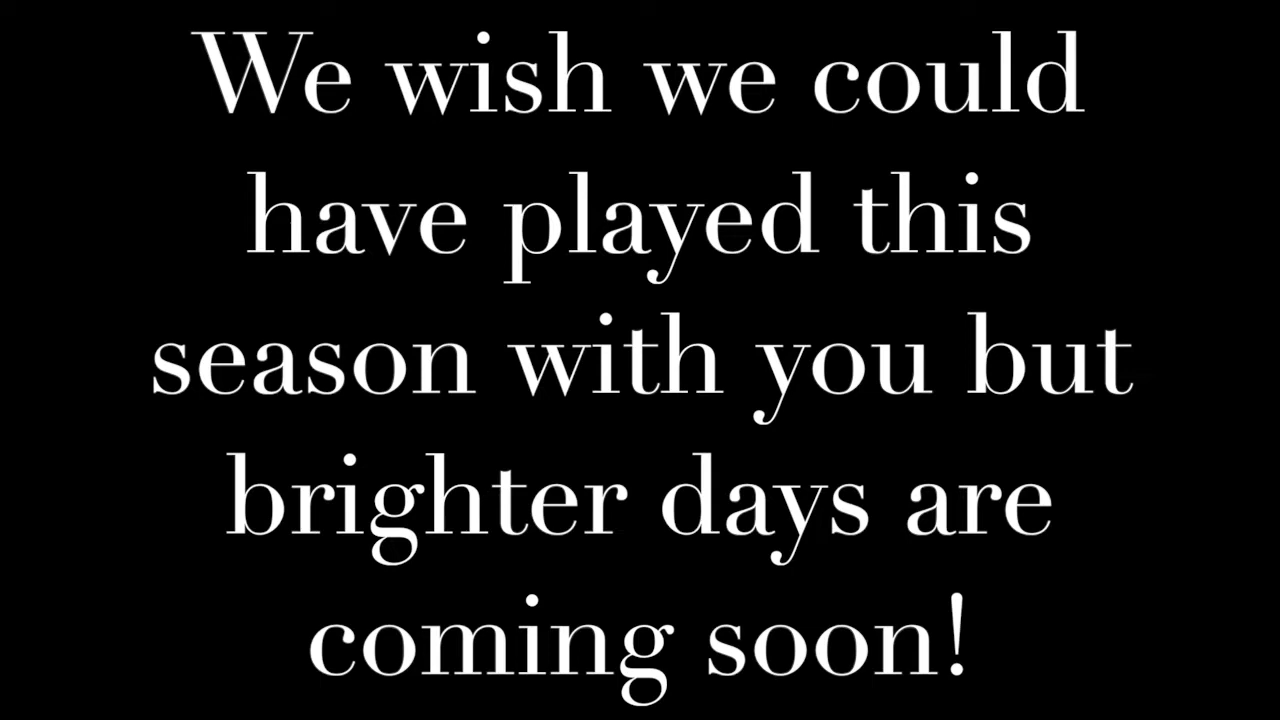 We wish we could
have played this
season with you but
brighter days are
coming soon!